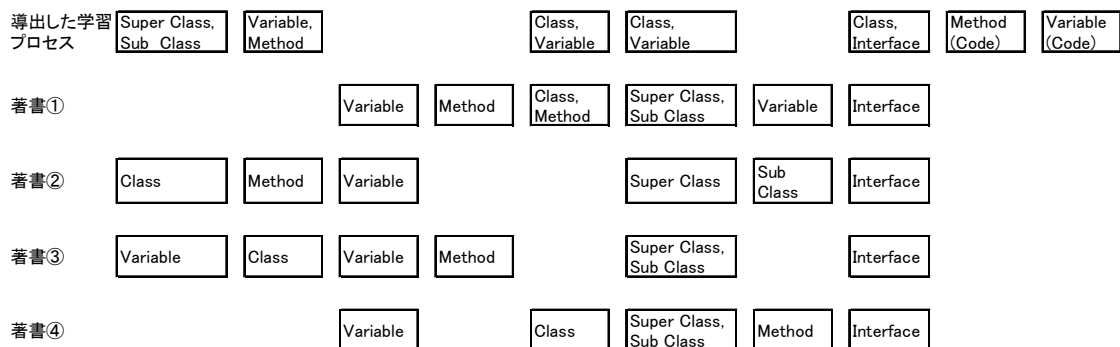 導出した学習
プロセス
Super Class,
Sub Class
Variable,
Method
Class,
Variable
Class,
Variable
Class,
Interface
Method
(Code)
Variable
(Code)
著書①
Variable
Method
Class,
Method
Super Class,
Sub Class
Variable
Interface
著書②
Class
Method
Variable
Super Class
Sub
Class
Interface
著書③
Variable
Class
Variable
Method
Super Class,
Sub Class
Interface
著書④
Variable
Class
Super Class,
Sub Class
Method
Interface